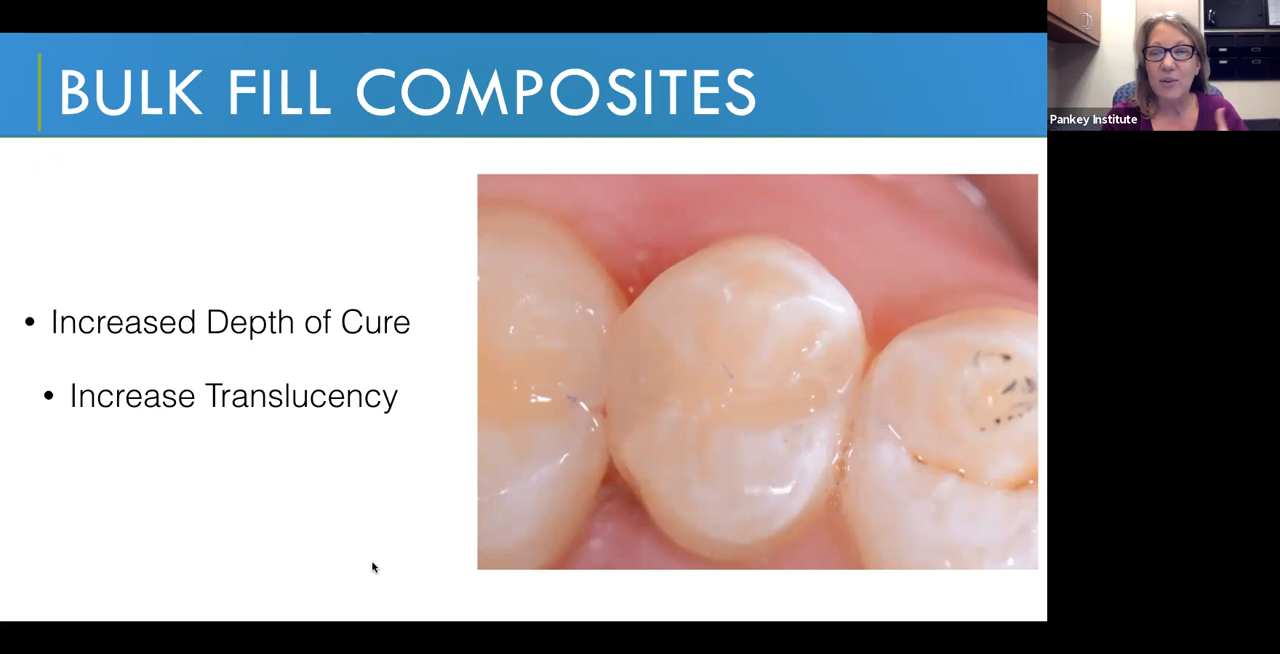 BULK FILL COMPOSITES
Pankey Institute
• Increased Depth of Cure
• Increase Translucency